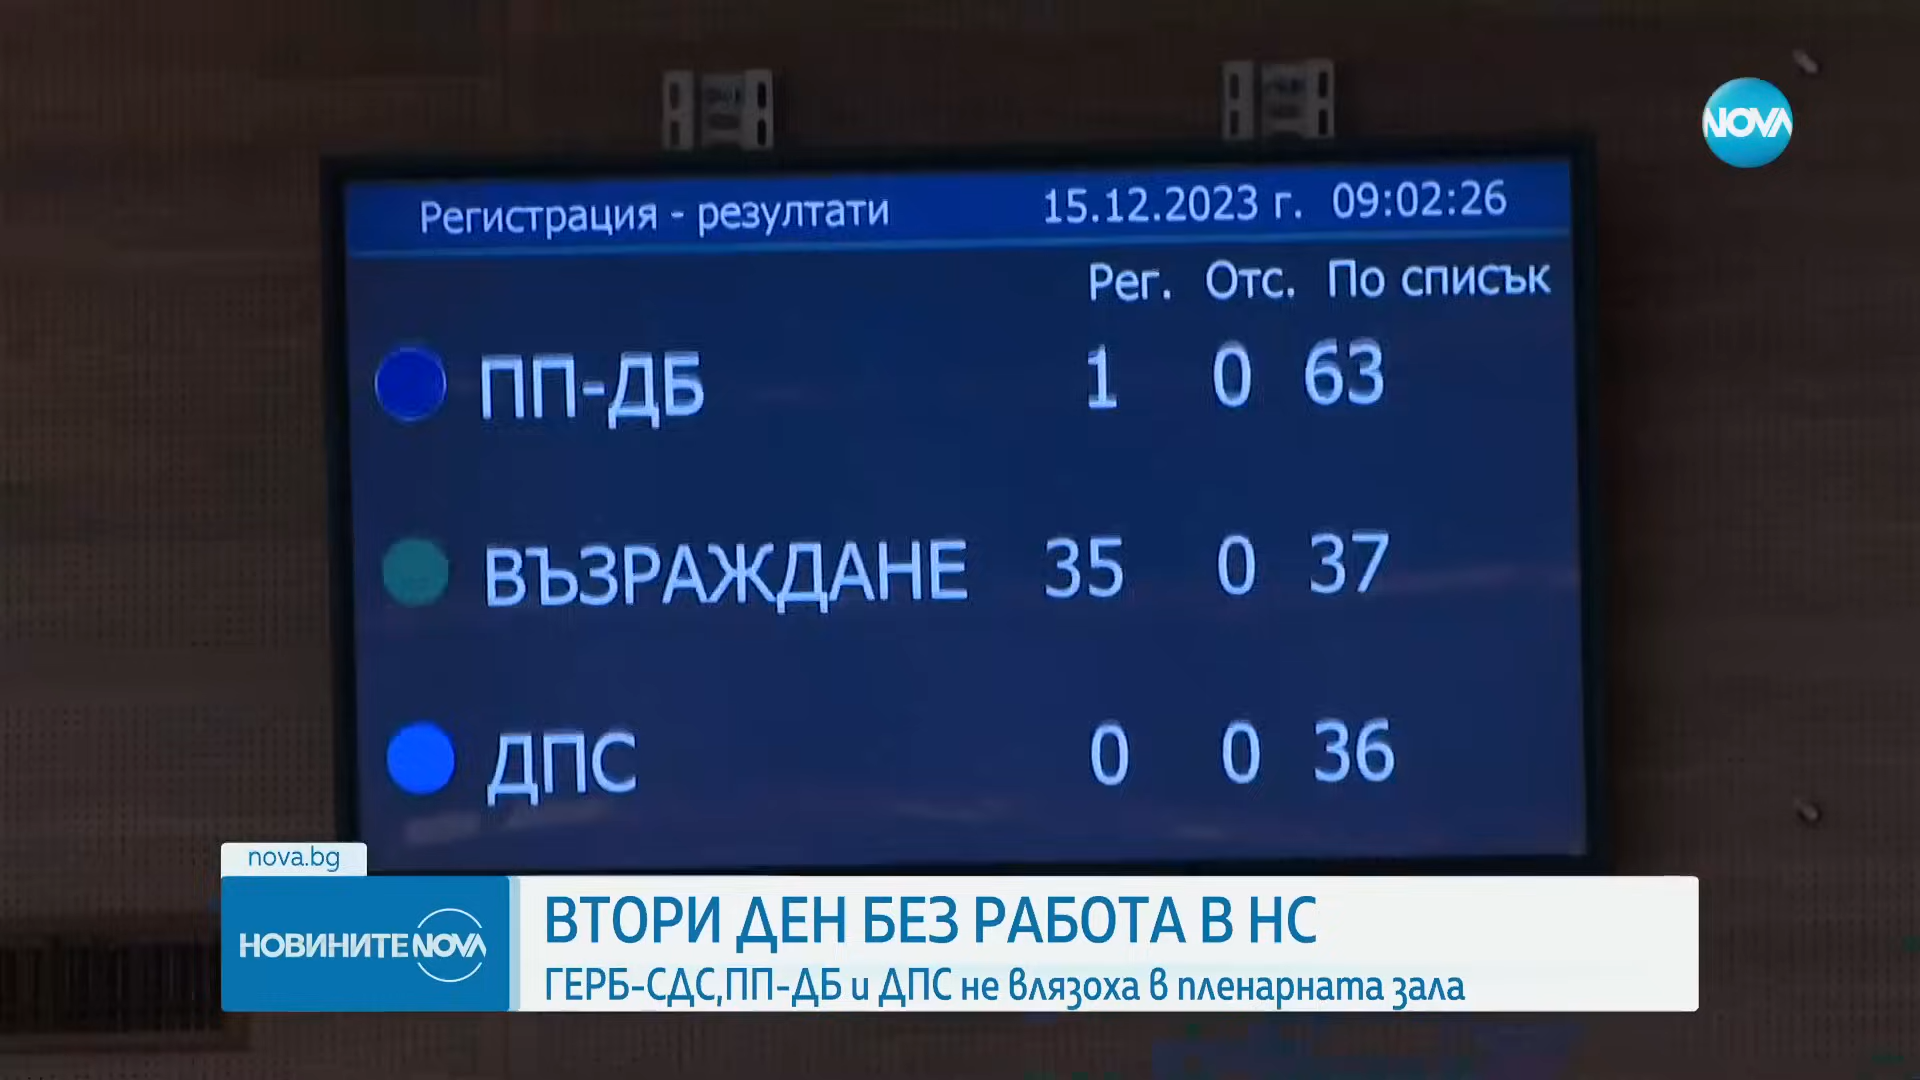 NOVA
Регистрация - резултати 15.12.2023 г. 09:02:26
Рег. Отс. По списък
ПП-ДБ 1 0 63
ВЪЗРАЖДАНЕ 35 0 37
ДПС 0 0 36
nova.bg
НОВИНИТЕ NOVA
ВТОРИ ДЕН БЕЗ РАБОТА В НС
ГЕРБ-СДС,ПП-ДБ и ДПС не влязоха в пленарната зала